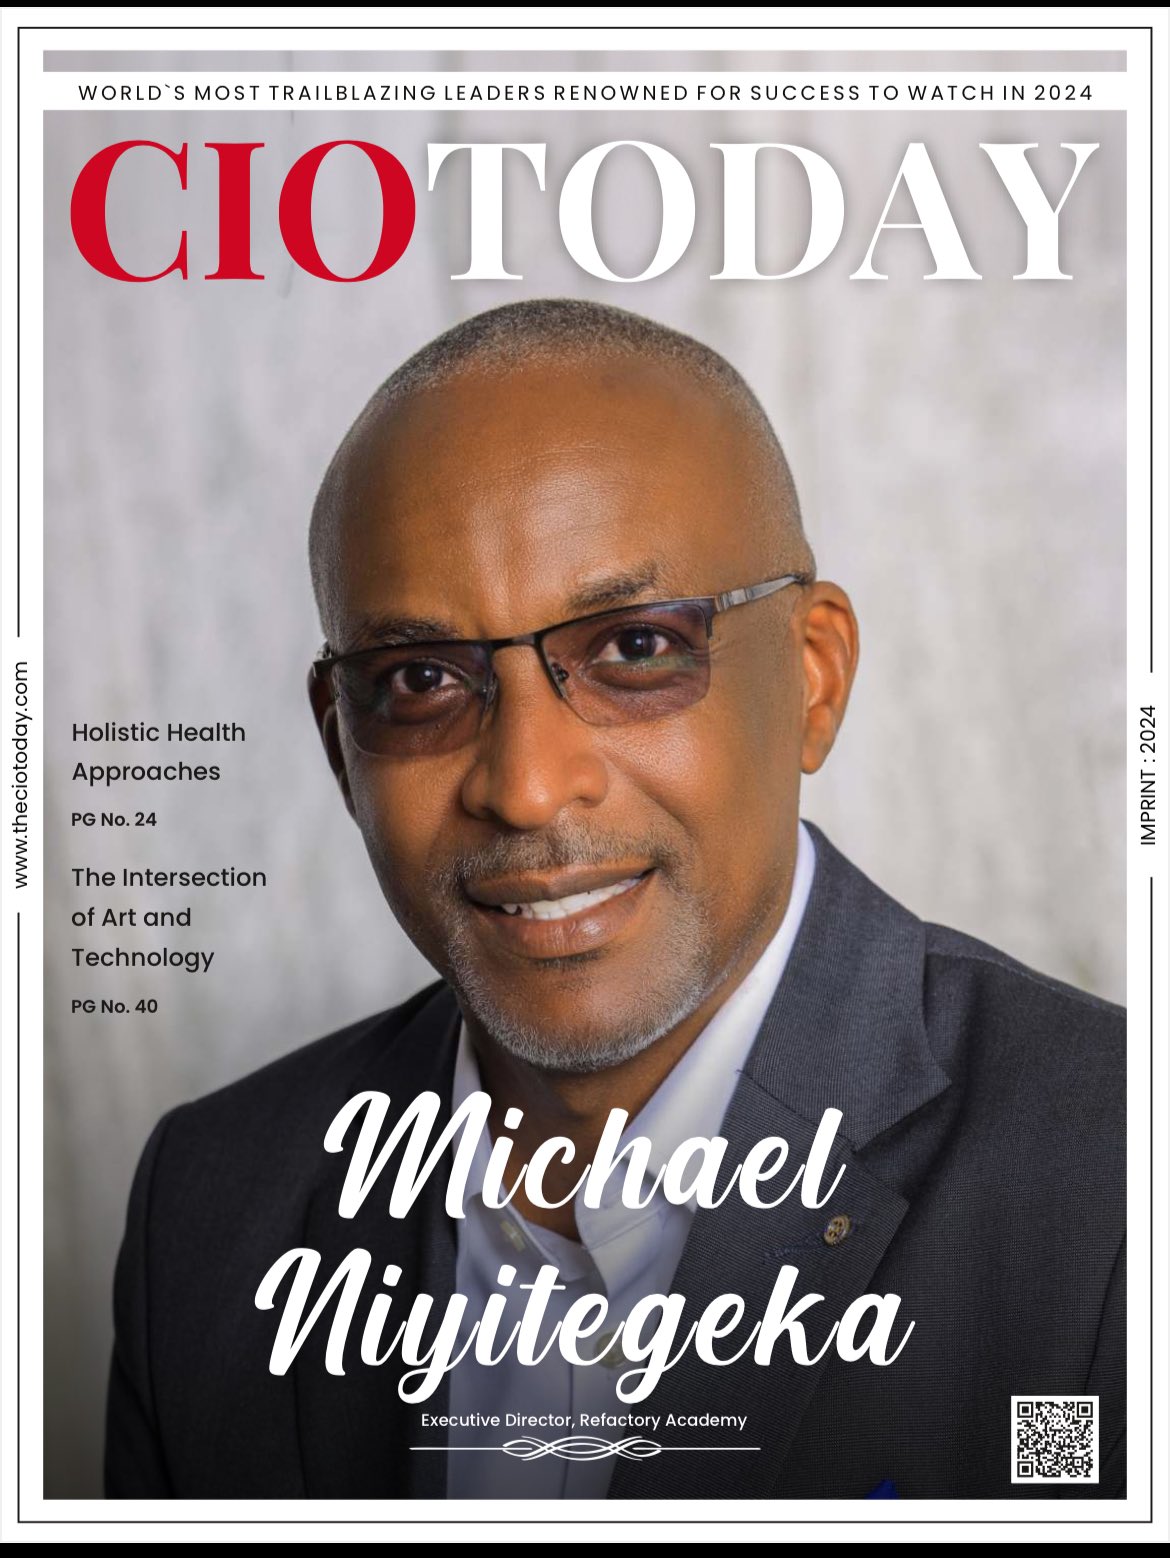 WORLD`S MOST TRAILBLAZING LEADERS RENOWNED FOR SUCCESS TO WATCH IN 2024
CIOTODAY
www.theciotoday.com
Holistic Health
Approaches
PG No. 24
The Intersection
of Art and
Technology
PG No. 40
IMPRINT : 2024
Michael
Niyitegeka
Executive Director, Refactory Academy